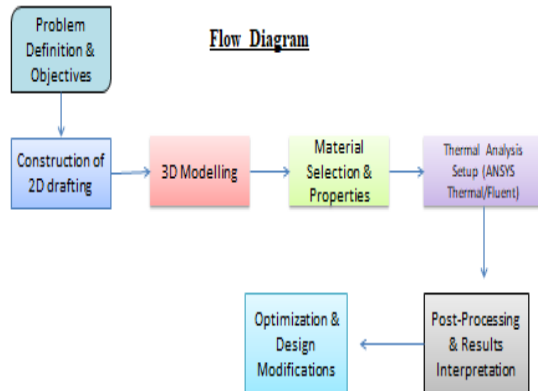 Flow Diagram
Problem
Definition &
Objectives
Construction of
2D drafting
3D Modelling
Material
Selection &
Properties
Thermal Analysis
Setup (ANSYS
Thermal/Fluent)
Post-Processing
& Results
Interpretation
Optimization &
Design
Modifications